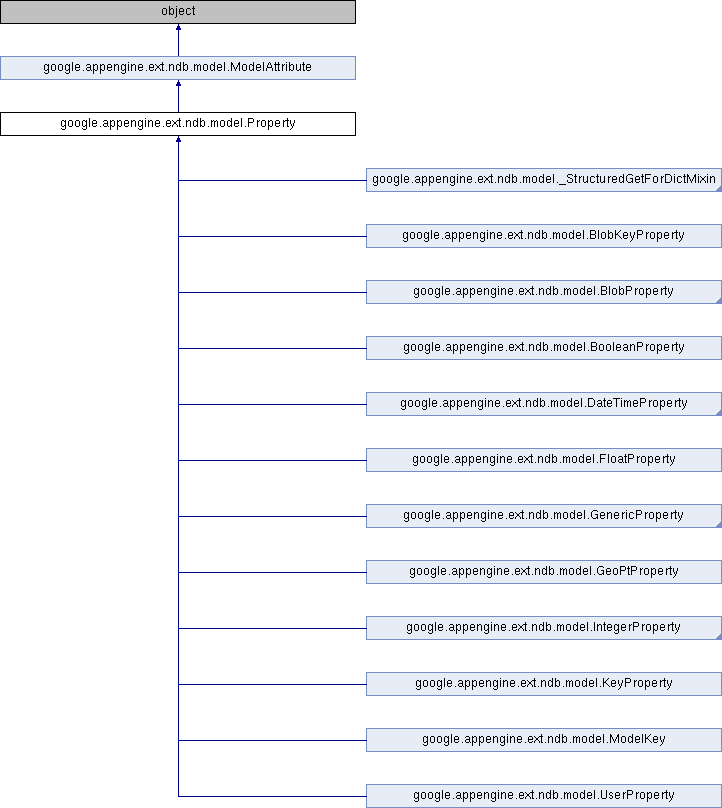 object
google.appengine.ext.ndb.model.ModelAttribute
google.appengine.ext.ndb.model.Property
google.appengine.ext.ndb.model._StructuredGetForDictMixin
google.appengine.ext.ndb.model.BlobKeyProperty
google.appengine.ext.ndb.model.BlobProperty
google.appengine.ext.ndb.model.BooleanProperty
google.appengine.ext.ndb.model.DateTimeProperty
google.appengine.ext.ndb.model.FloatProperty
google.appengine.ext.ndb.model.GenericProperty
google.appengine.ext.ndb.model.GeoPtProperty
google.appengine.ext.ndb.model.IntegerProperty
google.appengine.ext.ndb.model.KeyProperty
google.appengine.ext.ndb.model.ModelKey
google.appengine.ext.ndb.model.UserProperty